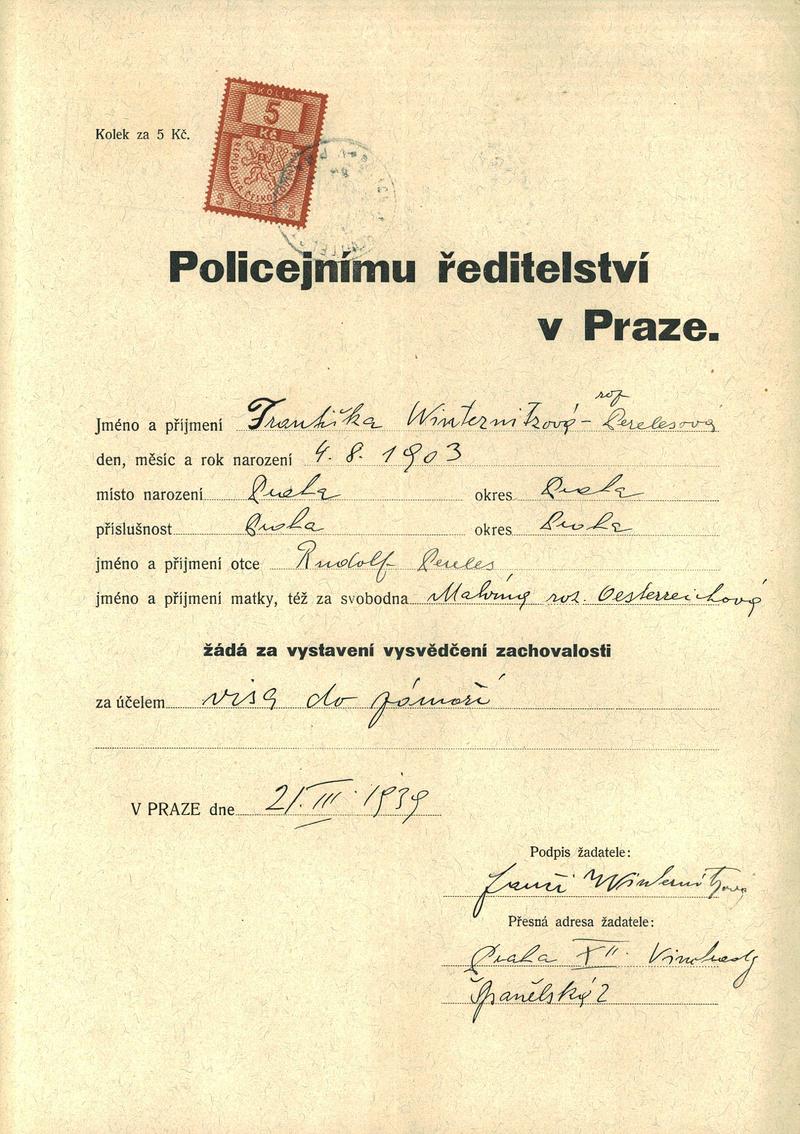 KOLEK
5
Kč
REPUBLIKA ČESKO
Kolek za 5 Kč.
Policejnímu ředitelství
v Praze.
Jméno a příjmení Františka Winternitzová - roz. Perelesová
den, měsíc a rok narození 4. 8. 1903
místo narození Praha okres Praha
příslušnost Praha okres Praha
jméno a příjmení otce Rudolf Pereles
jméno a příjmení matky, též za svobodna roz. Oesterreichová
žádá za vystavení vysvědčení zachovalosti
za účelem visa do zámoří
V PRAZE dne 21. III. 1939
Podpis žadatele:
Winternitzová
Přesná adresa žadatele:
Praha XII. Vinohrady
Španělská 2